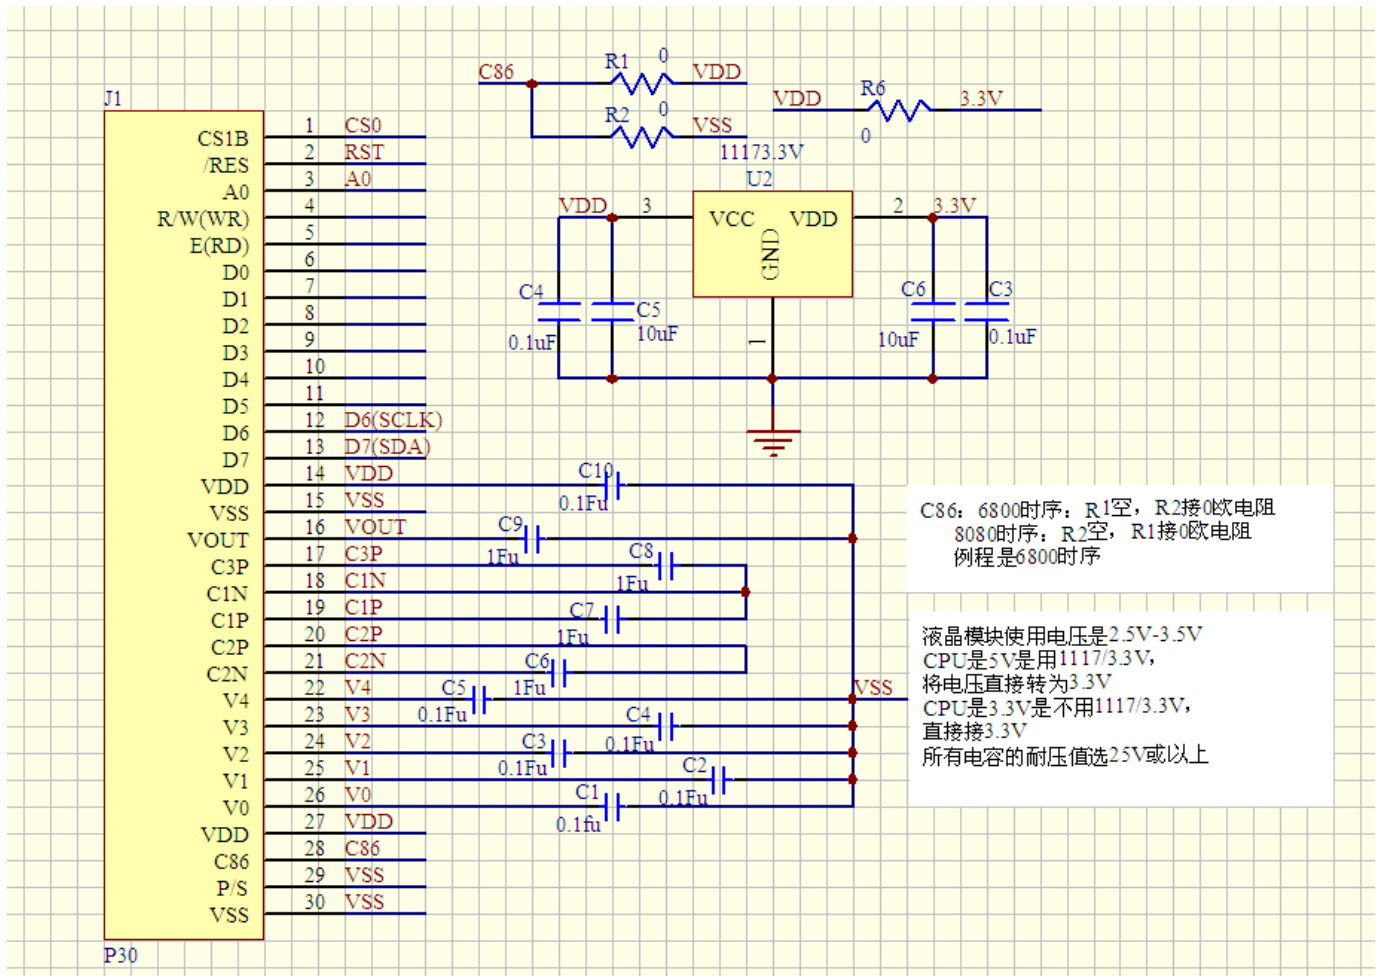 C86
R1
0
VDD
R2
0
VSS
VDD
R6
0
3.3V
11173.3V
U2
VDD
3
VCC
VDD
GND
2
3.3V
1
C4
0.1uF
C5
10uF
C6
10uF
C3
0.1uF
J1
CS1B 1 CS0
/RES 2 RST
A0 3 A0
R/W(WR) 4
E(RD) 5
D0 6
D1 7
D2 8
D3 9
D4 10
D5 11
D6 12 D6(SCLK)
D7 13 D7(SDA)
VDD 14 VDD
VSS 15 VSS
VOUT 16 VOUT
C3P 17 C3P
C1N 18 C1N
C1P 19 C1P
C2P 20 C2P
C2N 21 C2N
V4 22 V4
V3 23 V3
V2 24 V2
V1 25 V1
V0 26 V0
VDD 27 VDD
C86 28 C86
P/S 29 VSS
VSS 30 VSS
P30
C10
0.1Fu
C9
1Fu
C8
1Fu
C7
1Fu
C6
1Fu
C5
0.1Fu
C4
0.1Fu
C3
0.1Fu
C2
0.1Fu
C1
0.1fu
VSS
C86：6800时序：R1空，R2接0欧电阻
8080时序：R2空，R1接0欧电阻
例程是6800时序
液晶模块使用电压是2.5V-3.5V
CPU是5V是用1117/3.3V，
将电压直接转为3.3V
CPU是3.3V是不用1117/3.3V，
直接接3.3V
所有电容的耐压值选25V或以上